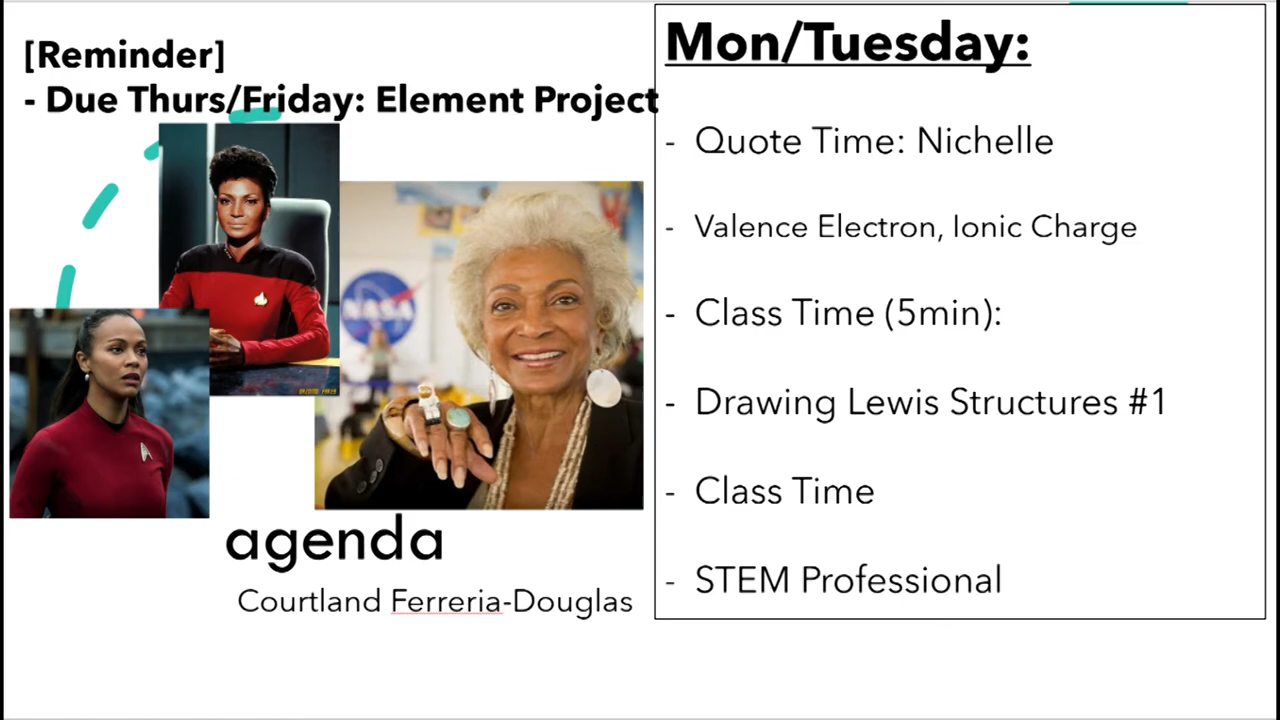 [Reminder]
- Due Thurs/Friday: Element Project
NASA
agenda
Courtland Ferreria-Douglas
Mon/Tuesday:
- Quote Time: Nichelle
- Valence Electron, Ionic Charge
- Class Time (5min):
- Drawing Lewis Structures #1
- Class Time
- STEM Professional